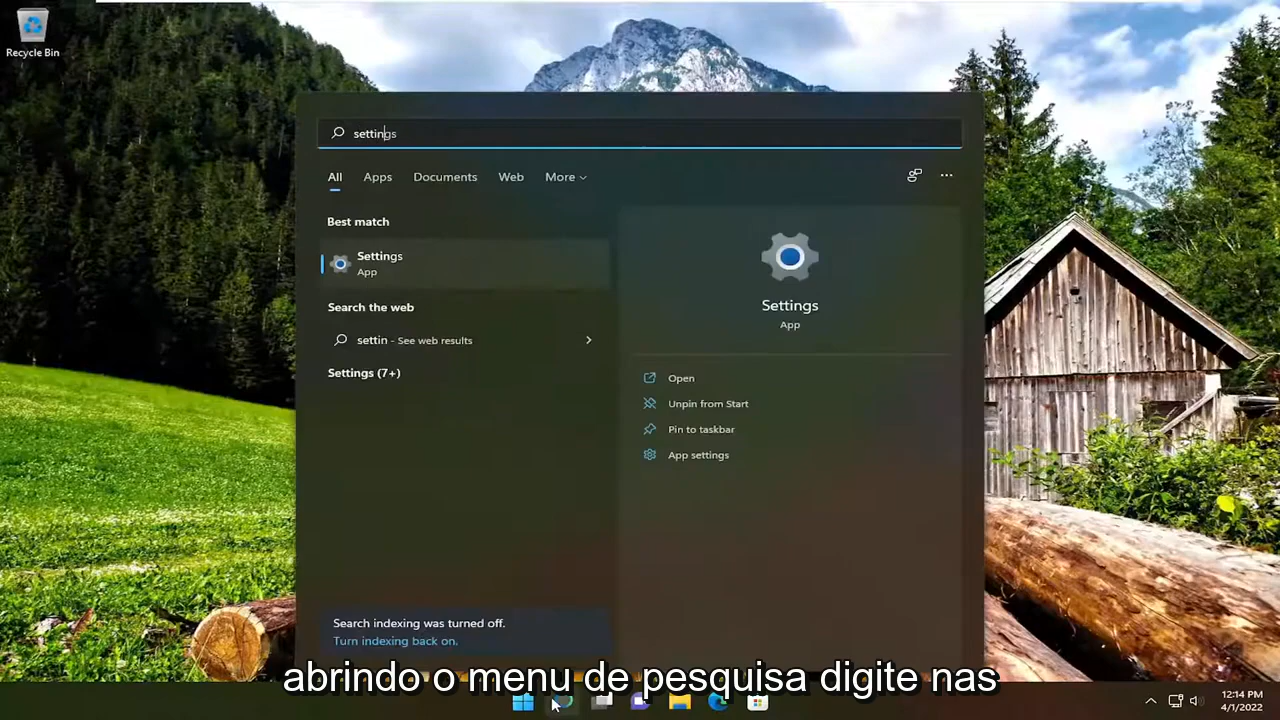 Recycle Bin
settings
All Apps Documents Web More
Best match
Settings
App
Search the web
settin - See web results
Settings (7+)
Settings
App
Open
Unpin from Start
Pin to taskbar
App settings
Search indexing was turned off.
Turn indexing back on.
abrindo o menu de pesquisa digite nas
12:14 PM
4/1/2022